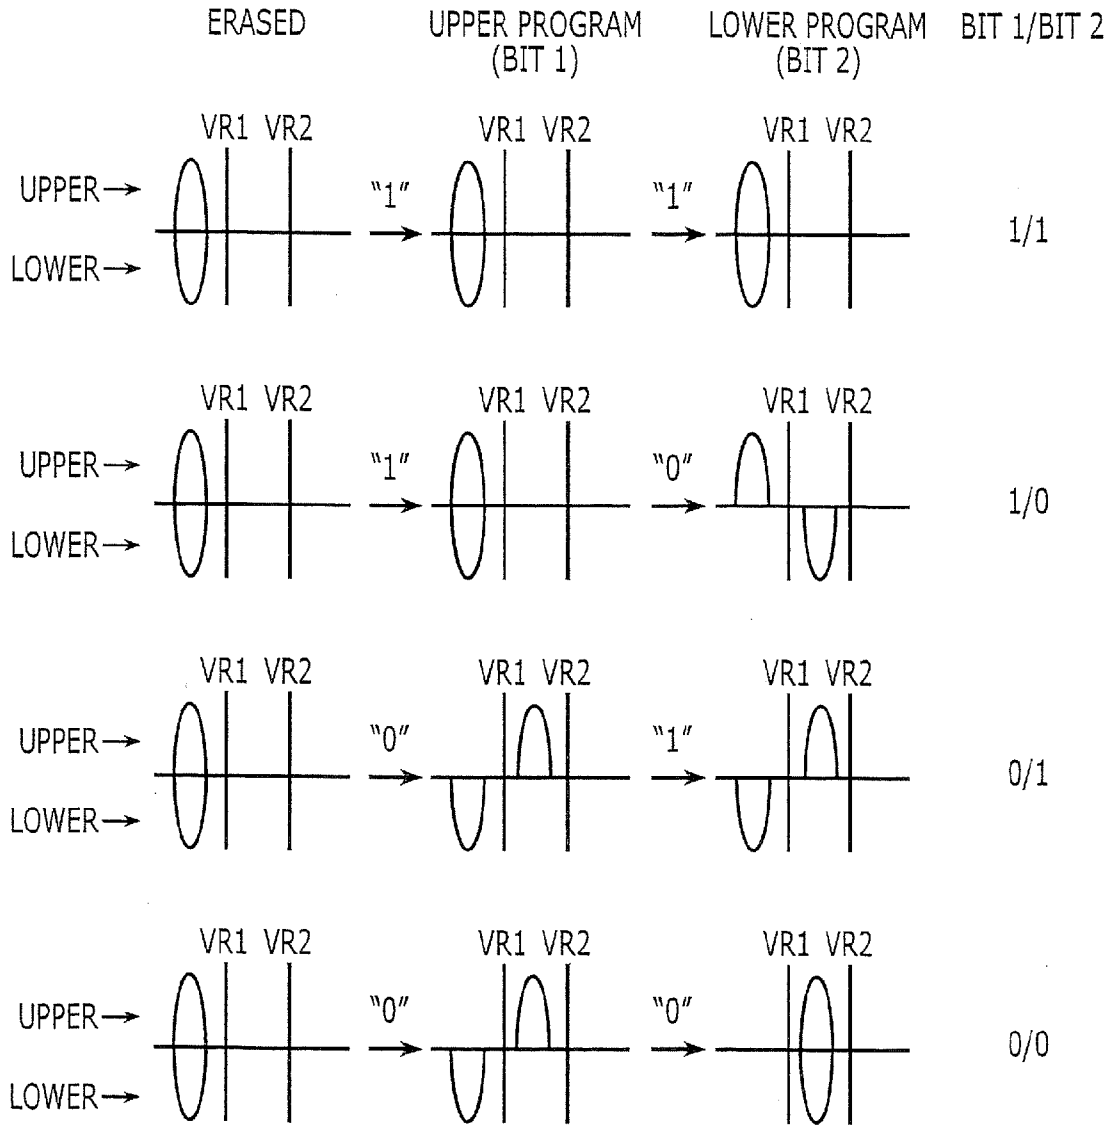 ERASED UPPER PROGRAM LOWER PROGRAM BIT 1/BIT 2
(BIT 1) (BIT 2)
VR1 VR2 VR1 VR2 VR1 VR2
UPPER "1" "1"
1/1
LOWER
VR1 VR2 VR1 VR2 VR1 VR2
UPPER "1" "0"
1/0
LOWER
VR1 VR2 VR1 VR2 VR1 VR2
UPPER "0" "1"
0/1
LOWER
VR1 VR2 VR1 VR2 VR1 VR2
UPPER "0" "0"
0/0
LOWER